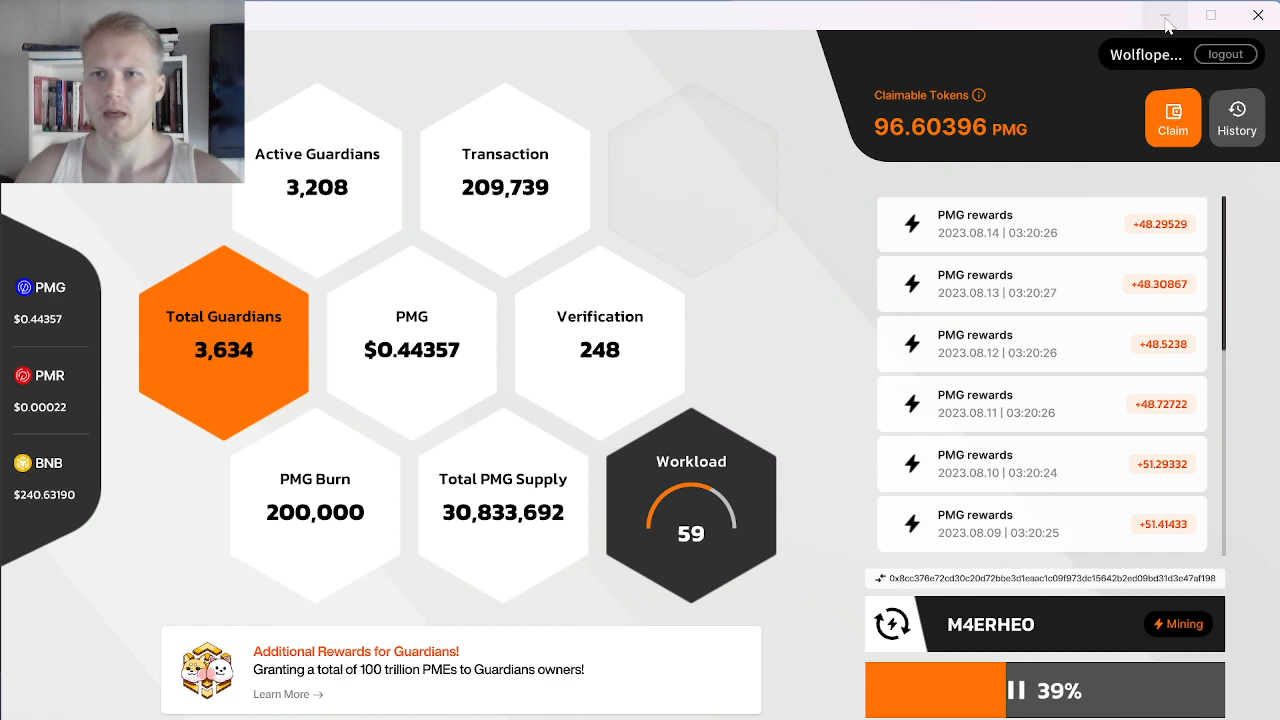 Wolflope...
logout
Claimable Tokens
96.60396 PMG
Claim
History
Active Guardians
3,208
Transaction
209,739
PMG
$0.44357
PMR
$0.00022
BNB
$240.63190
Total Guardians
3,634
PMG
$0.44357
Verification
248
PMG Burn
200,000
Total PMG Supply
30,833,692
Workload
59
PMG rewards
2023.08.14 | 03:20:26
+48.29529
PMG rewards
2023.08.13 | 03:20:27
+48.30867
PMG rewards
2023.08.12 | 03:20:26
+48.5238
PMG rewards
2023.08.11 | 03:20:26
+48.72722
PMG rewards
2023.08.10 | 03:20:24
+51.29332
PMG rewards
2023.08.09 | 03:20:25
+51.41433
0x8cc376e72cd30c20d72bbe3d1eaac1c09f973dc15642b2ed09bd31d3e47af198
M4ERHEO
Mining
39%
Additional Rewards for Guardians!
Granting a total of 100 trillion PMEs to Guardians owners!
Learn More →